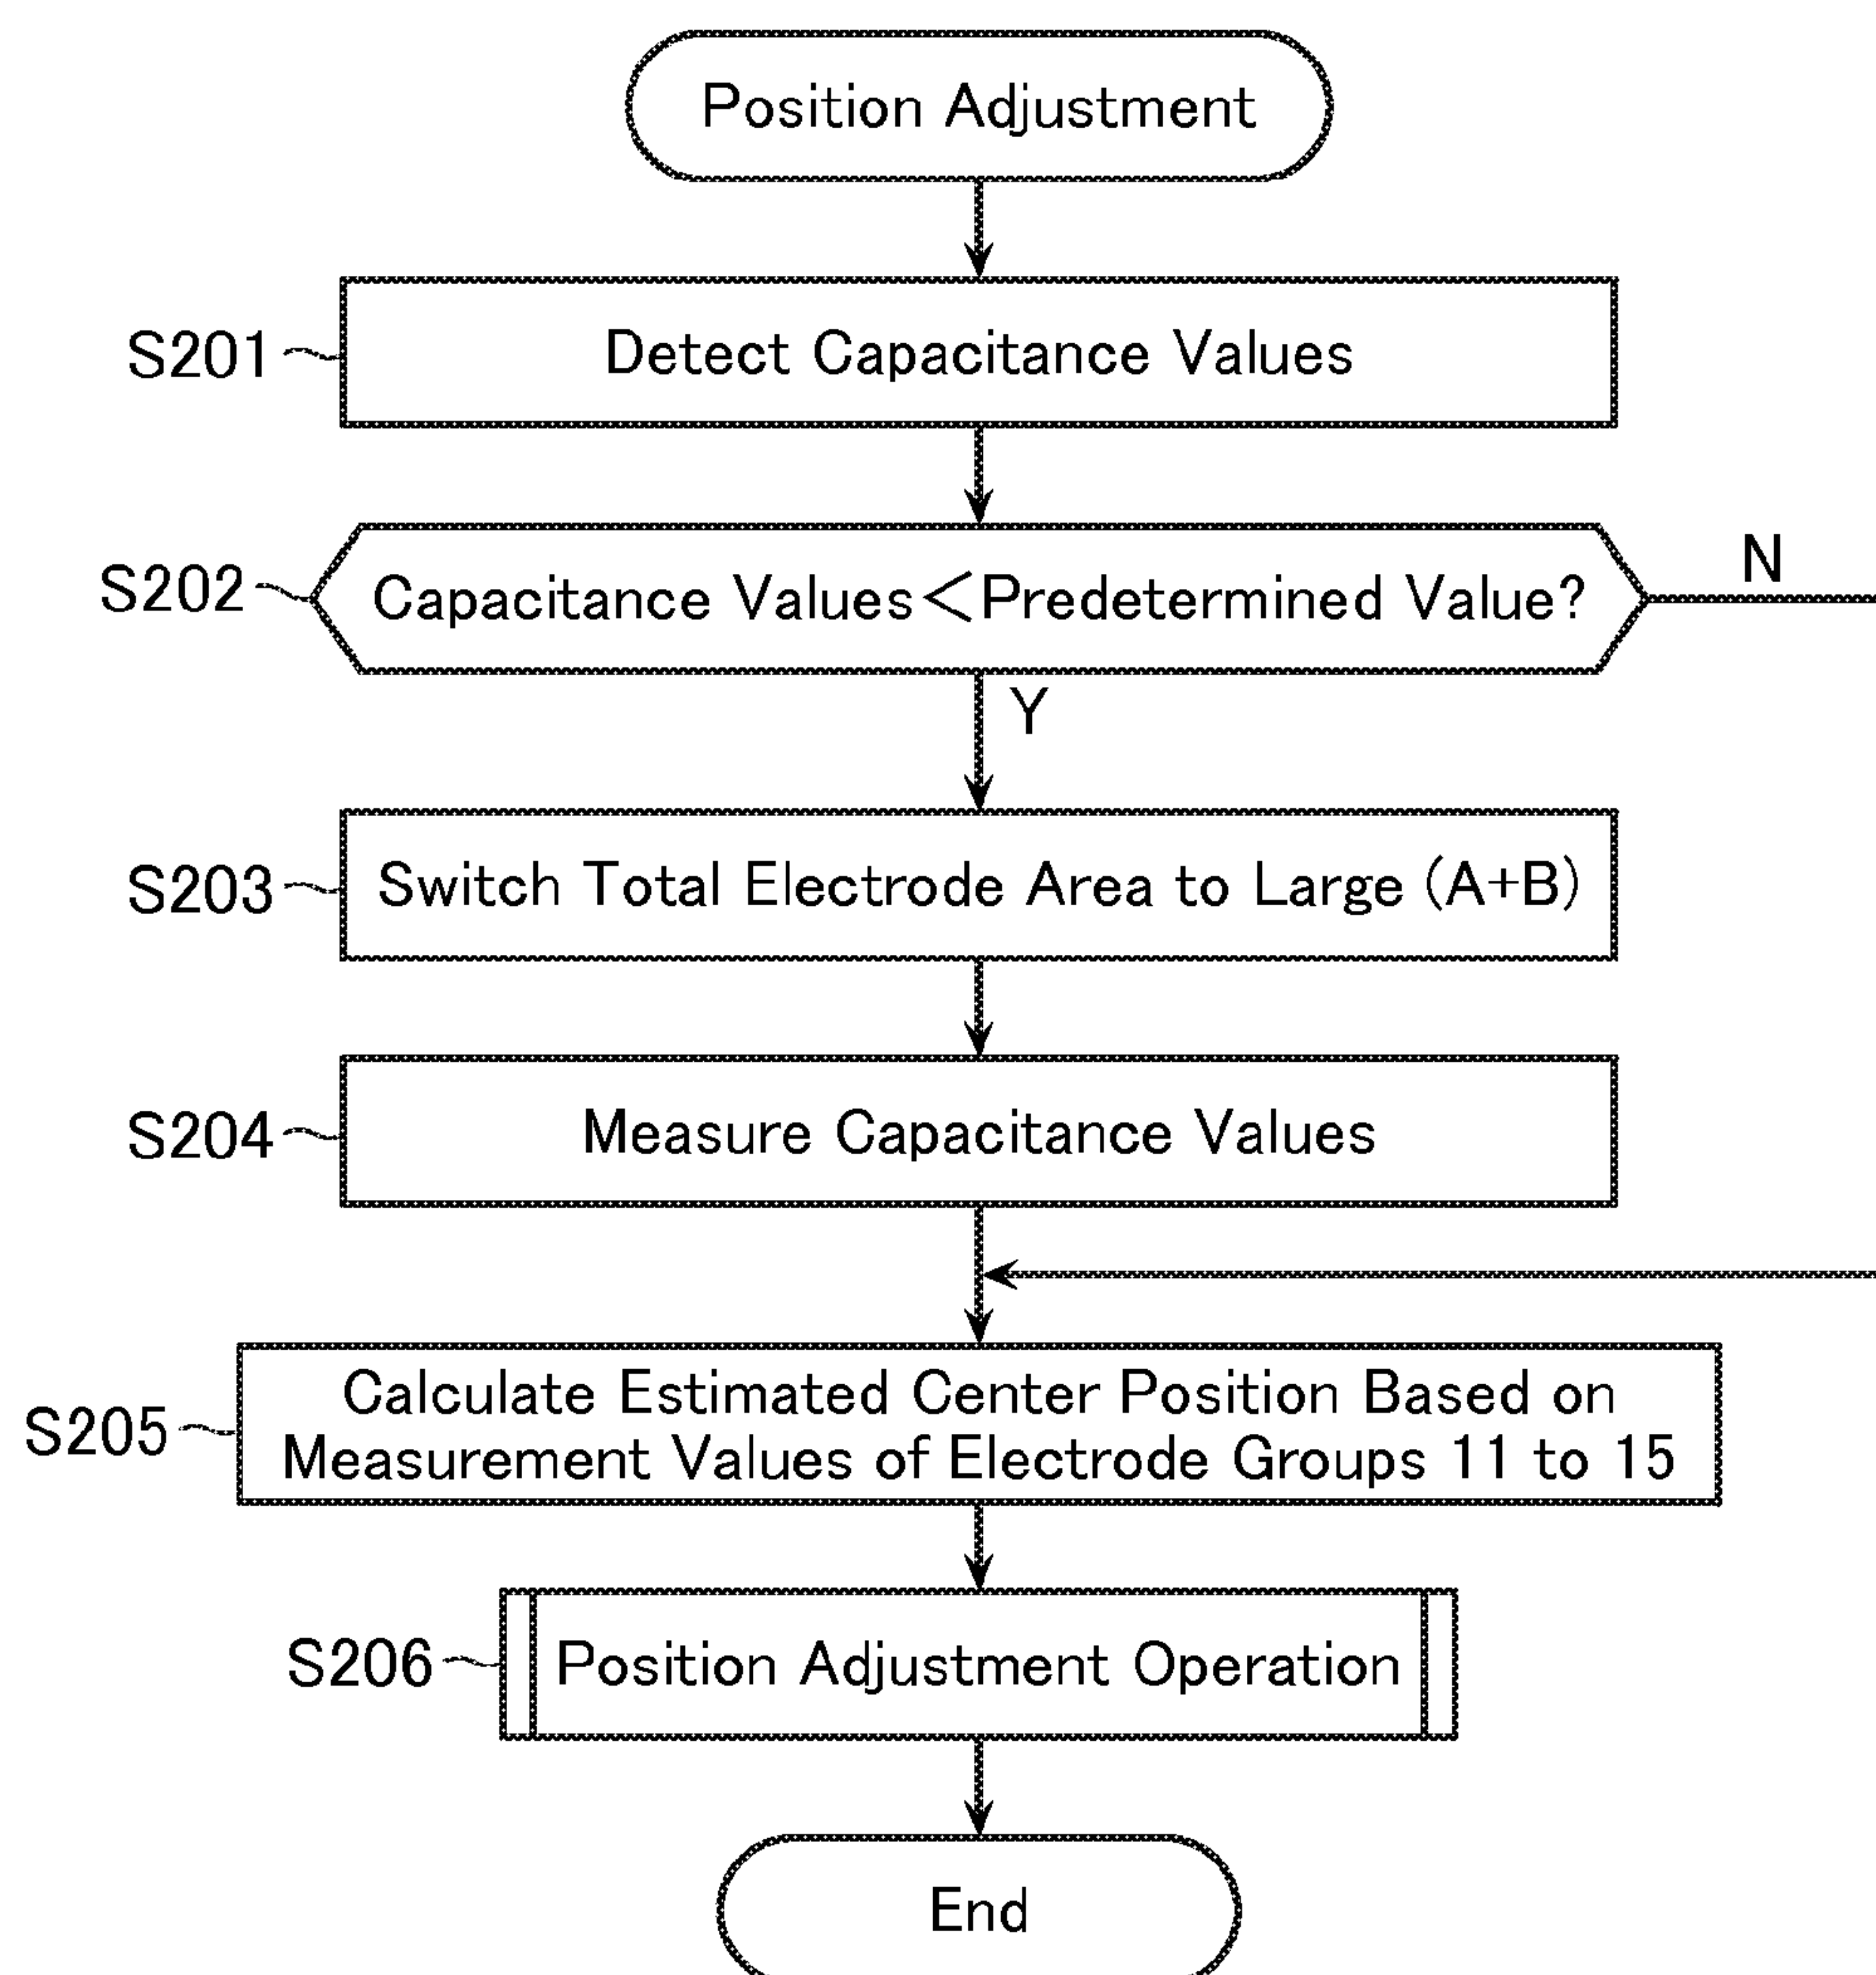 Position Adjustment
S201
Detect Capacitance Values
S202
Capacitance Values<Predetermined Value?
N
Y
S203
Switch Total Electrode Area to Large (A+B)
S204
Measure Capacitance Values
S205
Calculate Estimated Center Position Based on
Measurement Values of Electrode Groups 11 to 15
S206
Position Adjustment Operation
End